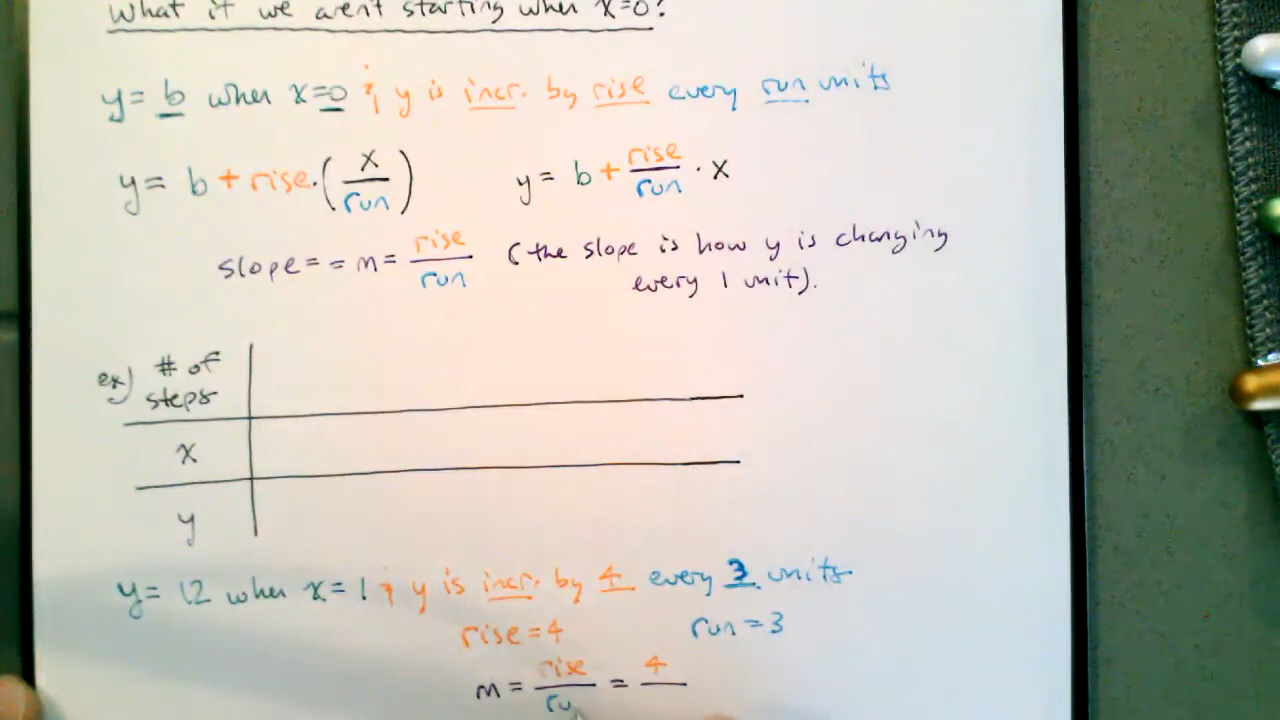 What if we aren't starting when x=0?
y= b when x=0 & y is incr. by rise every run units
y= b + rise·(x/run) y= b + rise/run · x
slope= = m= rise/run (the slope is how y is changing
every 1 unit).
ex) # of
steps
x
y
y= 12 when x=1 & y is incr. by 4 every 3 units
rise=4 run=3
m = rise/ru = 4/